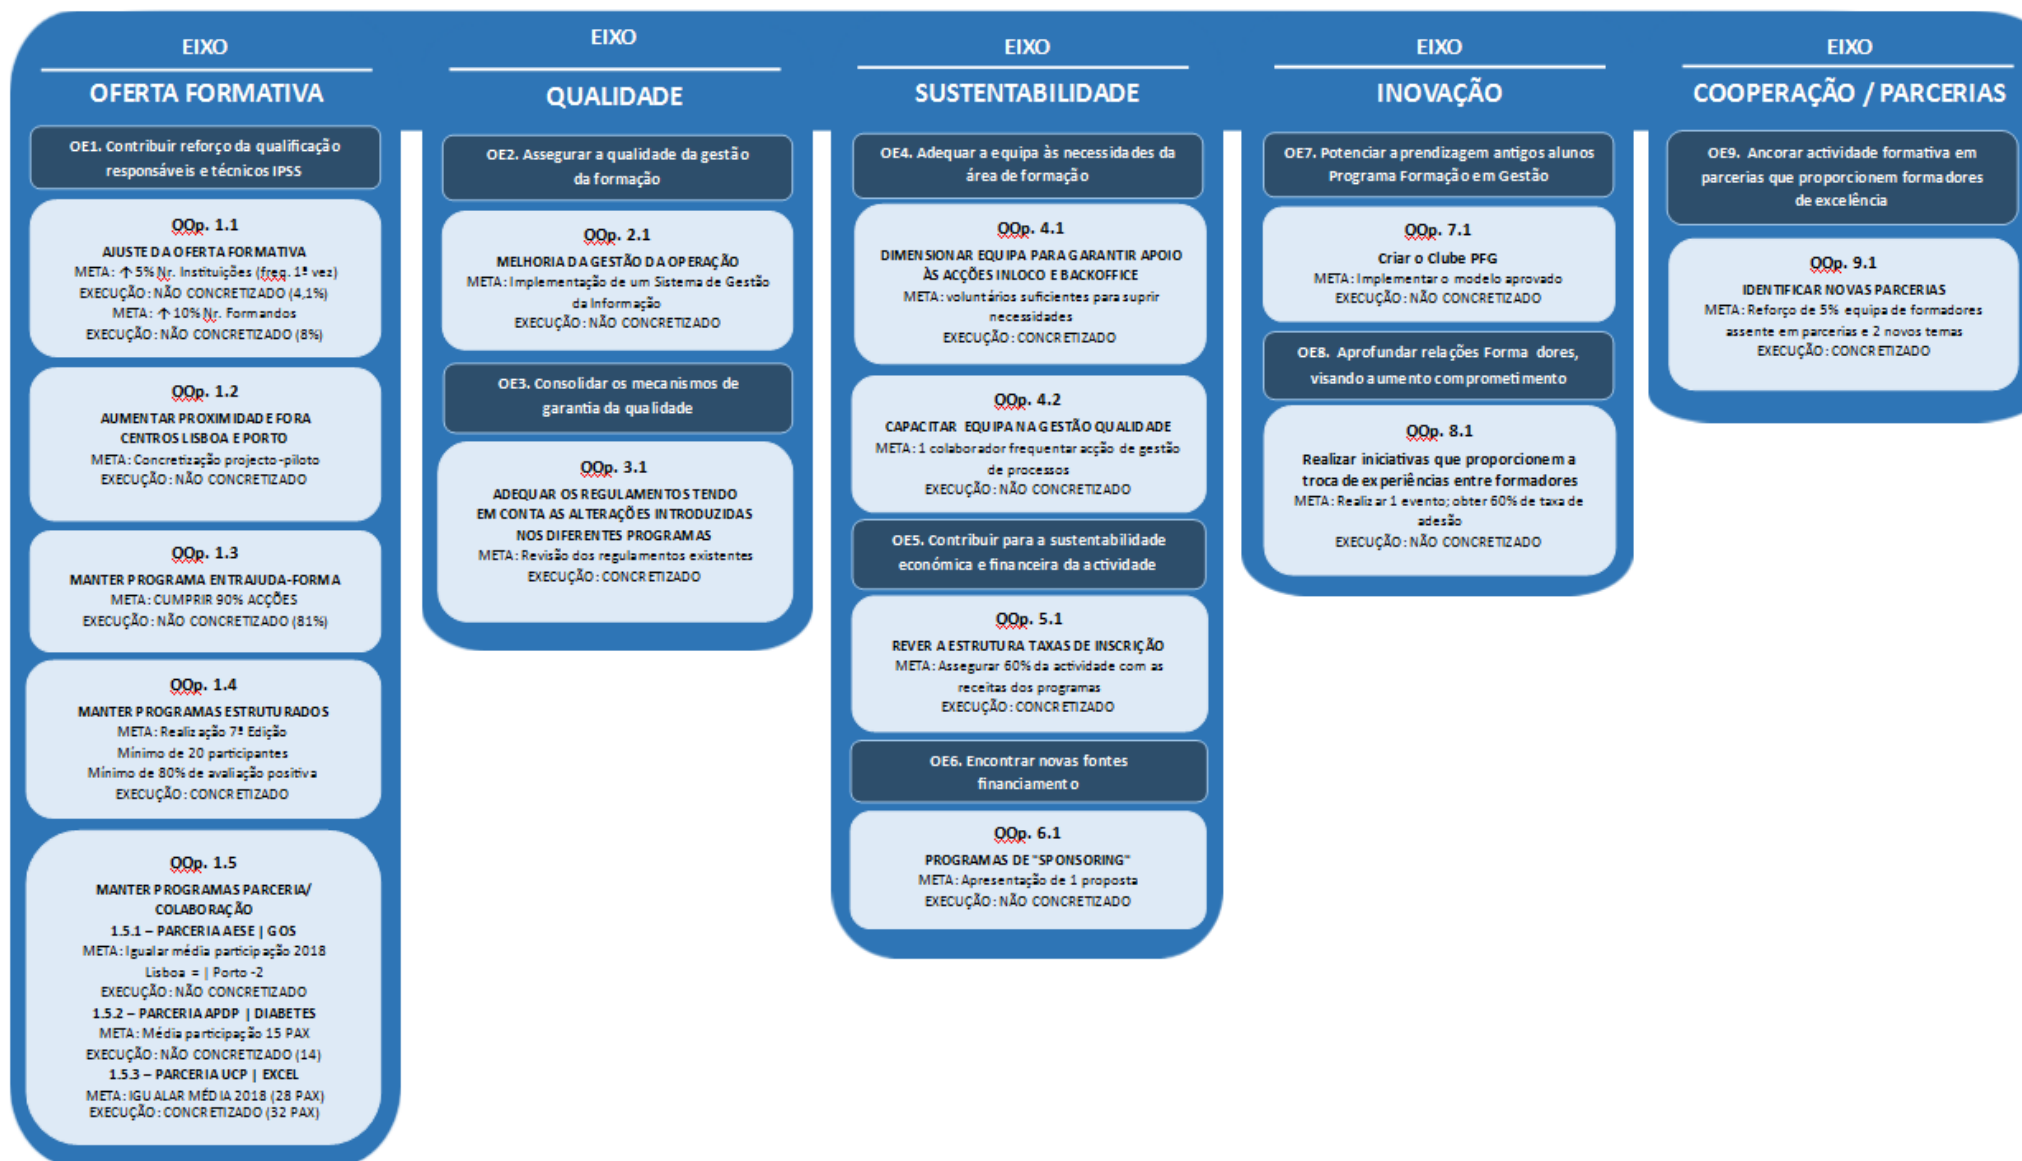 EIXO
OFERTA FORMATIVA
OE1. Contribuir reforço da qualificação
responsáveis e técnicos IPSS
OOp. 1.1
AJUSTE DA OFERTA FORMATIVA
META: ↑ 5% Nr. Instituições (freq. 1ª vez)
EXECUÇÃO: NÃO CONCRETIZADO (4,1%)
META: ↑ 10% Nr. Formandos
EXECUÇÃO: NÃO CONCRETIZADO (8%)
OOp. 1.2
AUMENTAR PROXIMIDADE FORA
CENTROS LISBOA E PORTO
META: Concretização projecto-piloto
EXECUÇÃO: NÃO CONCRETIZADO
OOp. 1.3
MANTER PROGRAMA ENTRAJUDA-FORMA
META: CUMPRIR 90% ACÇÕES
EXECUÇÃO: NÃO CONCRETIZADO (81%)
OOp. 1.4
MANTER PROGRAMAS ESTRUTURADOS
META: Realização 7ª Edição
Mínimo de 20 participantes
Mínimo de 80% de avaliação positiva
EXECUÇÃO: CONCRETIZADO
OOp. 1.5
MANTER PROGRAMAS PARCERIA/
COLABORAÇÃO
1.5.1 – PARCERIA AESE | GOS
META: Igualar média participação 2018
Lisboa = | Porto -2
EXECUÇÃO: NÃO CONCRETIZADO
1.5.2 – PARCERIA APDP | DIABETES
META: Média participação 15 PAX
EXECUÇÃO: NÃO CONCRETIZADO (14)
1.5.3 – PARCERIA UCP | EXCEL
META: IGUALAR MÉDIA 2018 (28 PAX)
EXECUÇÃO: CONCRETIZADO (32 PAX)
EIXO
QUALIDADE
OE2. Assegurar a qualidade da gestão
da formação
OOp. 2.1
MELHORIA DA GESTÃO DA OPERAÇÃO
META: Implementação de um Sistema de Gestão
da Informação
EXECUÇÃO: NÃO CONCRETIZADO
OE3. Consolidar os mecanismos de
garantia da qualidade
OOp. 3.1
ADEQUAR OS REGULAMENTOS TENDO
EM CONTA AS ALTERAÇÕES INTRODUZIDAS
NOS DIFERENTES PROGRAMAS
META: Revisão dos regulamentos existentes
EXECUÇÃO: CONCRETIZADO
EIXO
SUSTENTABILIDADE
OE4. Adequar a equipa às necessidades da
área de formação
OOp. 4.1
DIMENSIONAR EQUIPA PARA GARANTIR APOIO
ÀS ACÇÕES INLOCO E BACKOFFICE
META: voluntários suficientes para suprir
necessidades
EXECUÇÃO: CONCRETIZADO
OOp. 4.2
CAPACITAR EQUIPA NA GESTÃO QUALIDADE
META: 1 colaborador frequentar acção de gestão
de processos
EXECUÇÃO: NÃO CONCRETIZADO
OE5. Contribuir para a sustentabilidade
económica e financeira da actividade
OOp. 5.1
REVER A ESTRUTURA TAXAS DE INSCRIÇÃO
META: Assegurar 60% da actividade com as
receitas dos programas
EXECUÇÃO: CONCRETIZADO
OE6. Encontrar novas fontes
financiamento
OOp. 6.1
PROGRAMAS DE "SPONSORING"
META: Apresentação de 1 proposta
EXECUÇÃO: NÃO CONCRETIZADO
EIXO
INOVAÇÃO
OE7. Potenciar aprendizagem antigos alunos
Programa Formação em Gestão
OOp. 7.1
Criar o Clube PFG
META: Implementar o modelo aprovado
EXECUÇÃO: NÃO CONCRETIZADO
OE8. Aprofundar relações Forma dores,
visando aumento comprometimento
OOp. 8.1
Realizar iniciativas que proporcionem a
troca de experiências entre formadores
META: Realizar 1 evento; obter 60% de taxa de
adesão
EXECUÇÃO: NÃO CONCRETIZADO
EIXO
COOPERAÇÃO / PARCERIAS
OE9. Ancorar actividade formativa em
parcerias que proporcionem formadores
de excelência
OOp. 9.1
IDENTIFICAR NOVAS PARCERIAS
META: Reforço de 5% equipa de formadores
assente em parcerias e 2 novos temas
EXECUÇÃO: CONCRETIZADO